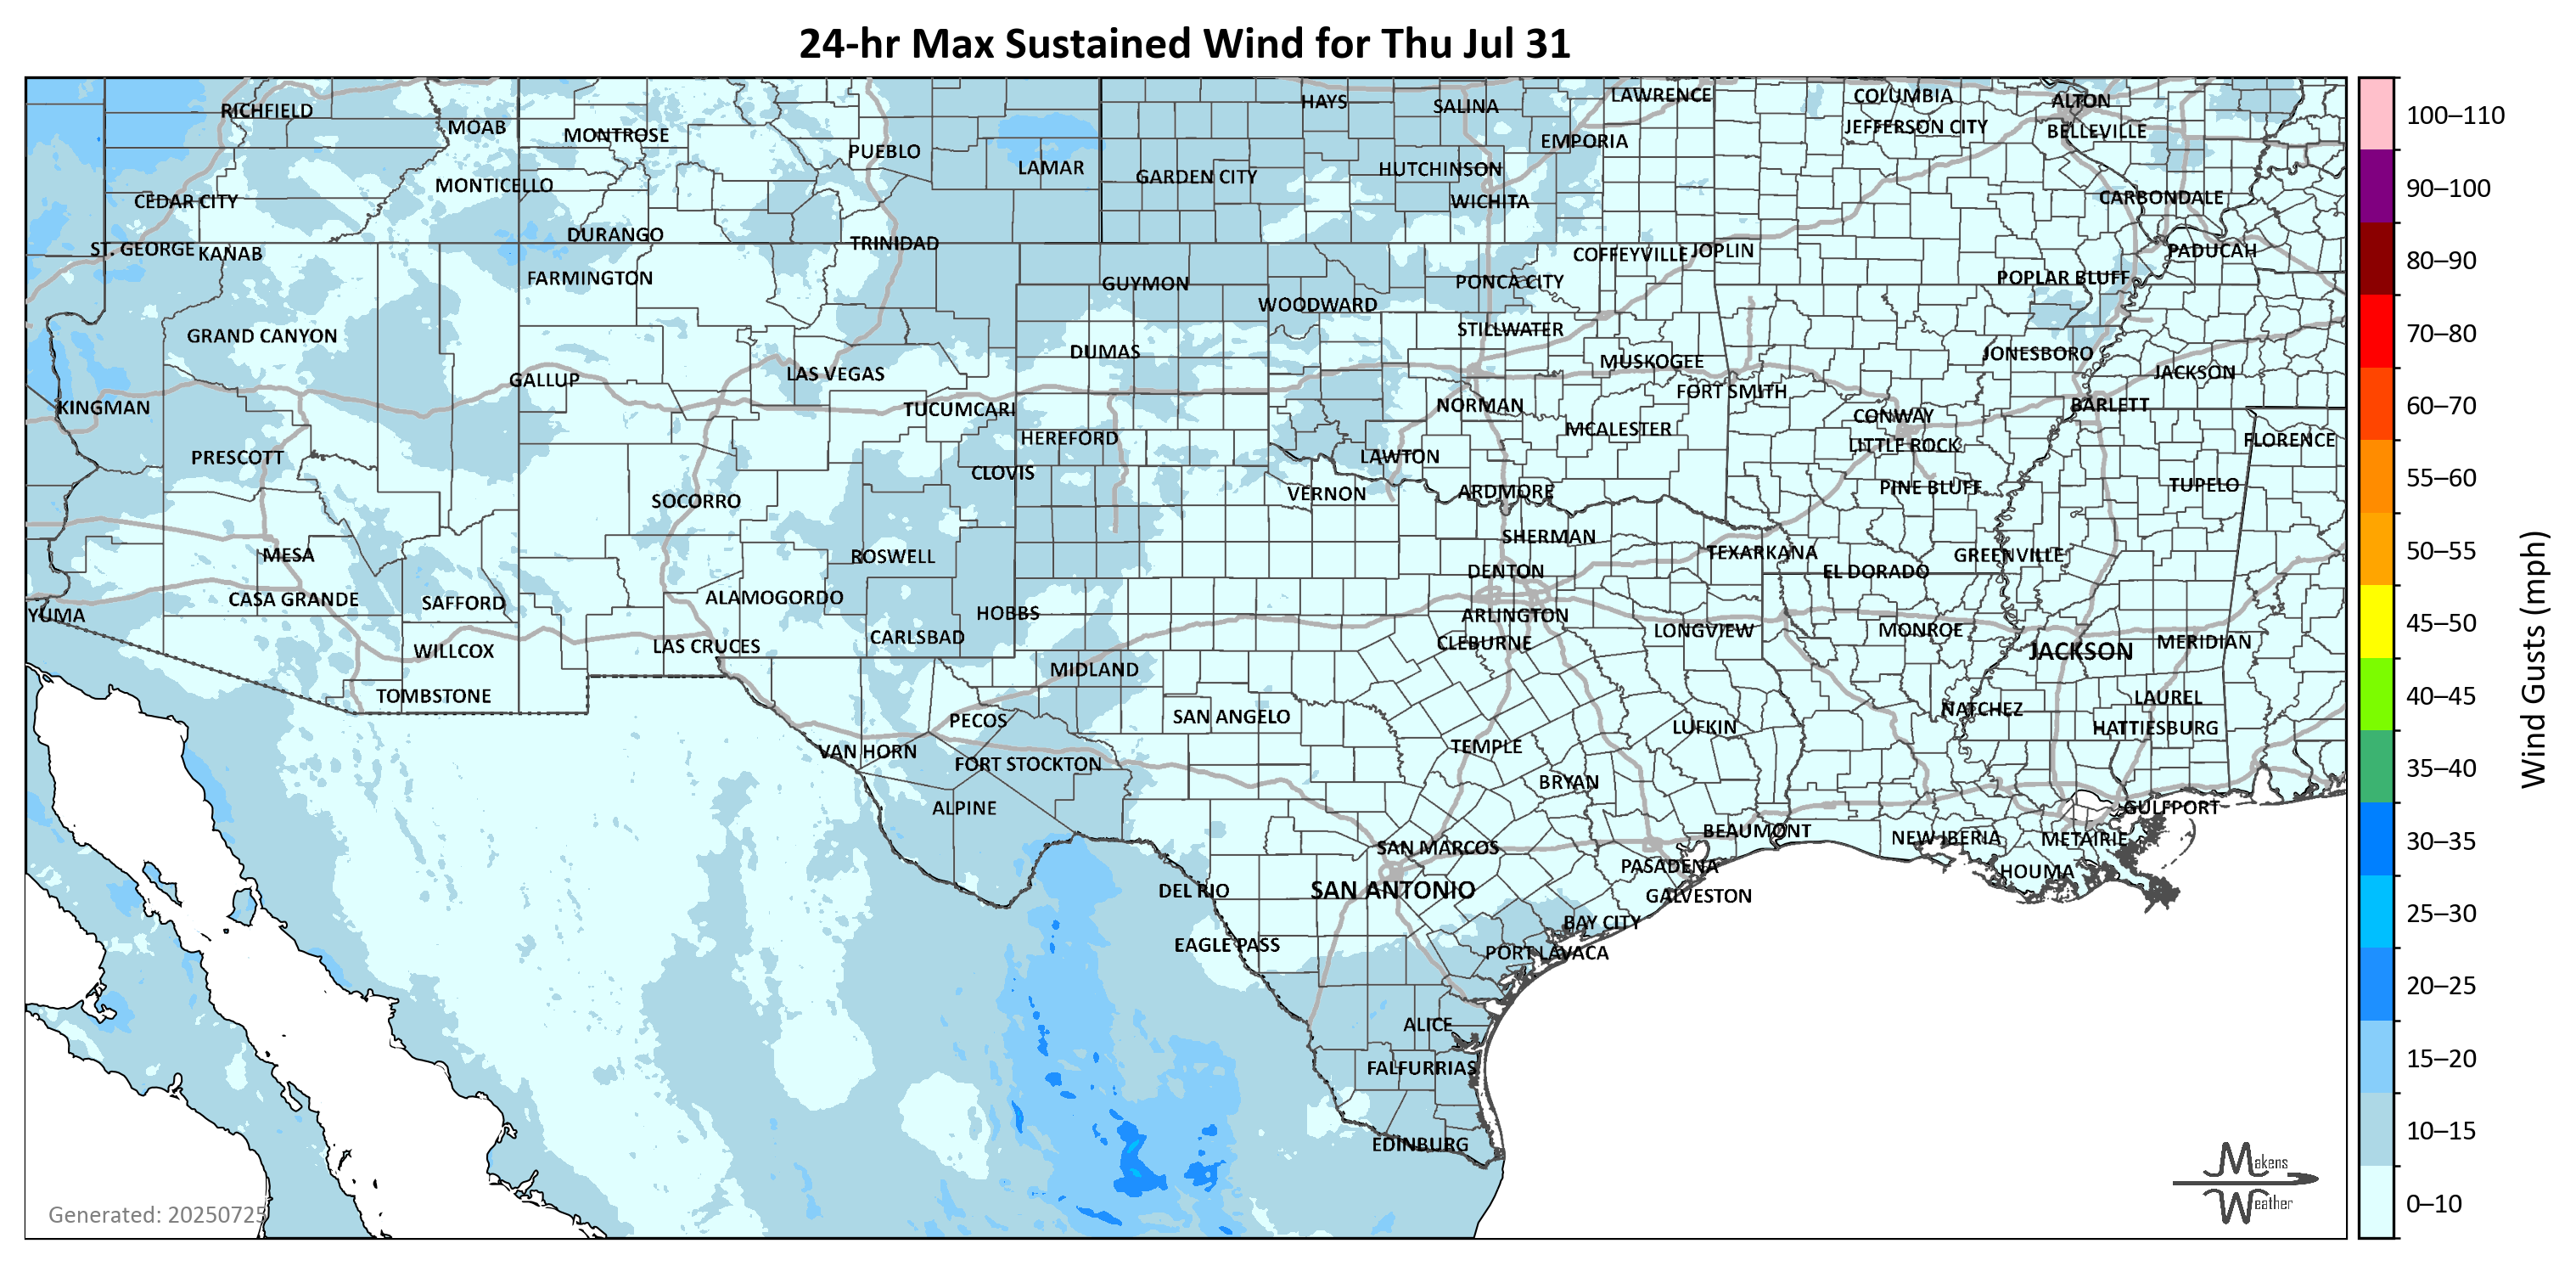 24-hr Max Sustained Wind for Thu Jul 31
RICHFIELD
MOAB
MONTROSE
PUEBLO
LAMAR
HAYS
SALINA
LAWRENCE
COLUMBIA
ALTON
JEFFERSON CITY
BELLEVILLE
EMPORIA
GARDEN CITY
HUTCHINSON
MONTICELLO
CEDAR CITY
WICHITA
CARBONDALE
DURANGO
TRINIDAD
ST. GEORGE
KANAB
COFFEYVILLE
JOPLIN
PADUCAH
FARMINGTON
GUYMON
PONCA CITY
POPLAR BLUFF
WOODWARD
GRAND CANYON
STILLWATER
DUMAS
JONESBORO
MUSKOGEE
GALLUP
LAS VEGAS
JACKSON
FORT SMITH
KINGMAN
TUCUMCARI
NORMAN
BARLETT
CONWAY
HEREFORD
MCALESTER
FLORENCE
LITTLE ROCK
PRESCOTT
LAWTON
CLOVIS
SOCORRO
VERNON
ARDMORE
PINE BLUFF
TUPELO
SHERMAN
MESA
ROSWELL
TEXARKANA
GREENVILLE
DENTON
EL DORADO
CASA GRANDE
SAFFORD
ALAMOGORDO
HOBBS
ARLINGTON
YUMA
CARLSBAD
LONGVIEW
MONROE
CLEBURNE
WILLCOX
LAS CRUCES
JACKSON
MERIDIAN
MIDLAND
TOMBSTONE
LAUREL
PECOS
SAN ANGELO
NATCHEZ
LUFKIN
HATTIESBURG
VAN HORN
TEMPLE
FORT STOCKTON
BRYAN
ALPINE
GULFPORT
BEAUMONT
NEW IBERIA
METAIRIE
SAN MARCOS
PASADENA
HOUMA
DEL RIO
SAN ANTONIO
GALVESTON
BAY CITY
EAGLE PASS
PORT LAVACA
ALICE
FALFURRIAS
EDINBURG
Generated: 20250725
Makens
Weather
100–110
90–100
80–90
70–80
60–70
55–60
50–55
45–50
40–45
35–40
30–35
25–30
20–25
15–20
10–15
0–10
Wind Gusts (mph)